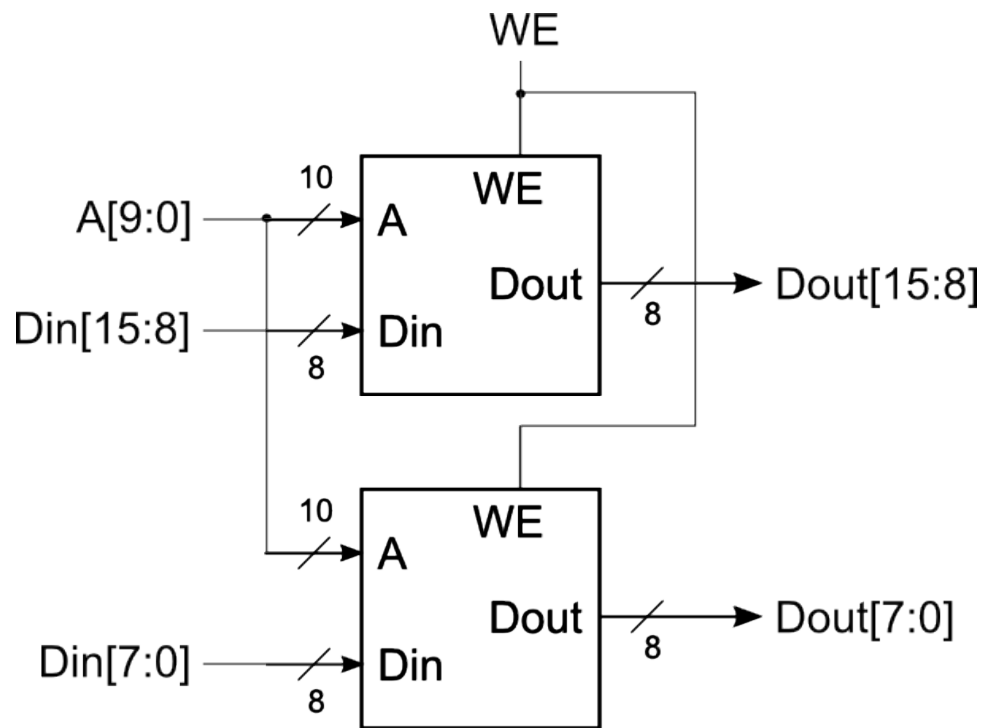 WE
10
WE
A[9:0]
A
Dout
Dout[15:8]
8
Din[15:8]
Din
8
10
WE
A
Dout
Dout[7:0]
8
Din[7:0]
Din
8